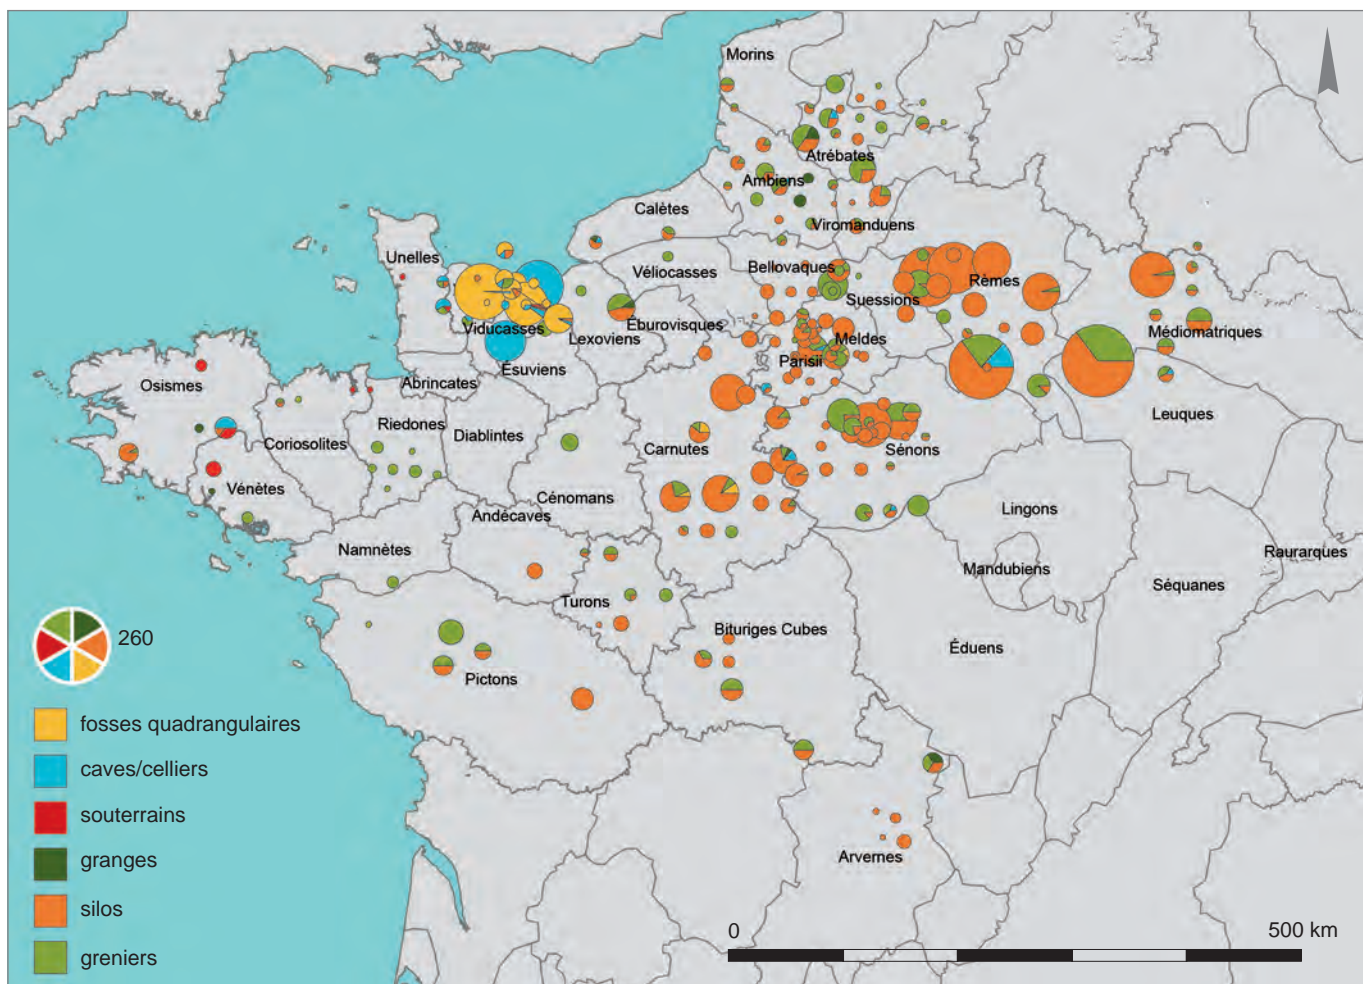 Morins
Atrébates
Ambiens
Calètes
Viromanduens
Unelles
Bellovaques
Véliocasses
Suessions
Rèmes
Viducasses
Lexoviens
Éburovisques
Meldes
Médiomatriques
Parisii
Ésuviens
Osismes
Abrincates
Leuques
Coriosolites
Riedones
Diablintes
Carnutes
Sénons
Vénètes
Cénomans
Andécaves
Lingons
Namnètes
Mandubiens
Raurarques
Séquanes
Turons
Bituriges Cubes
Éduens
Pictons
Arvernes
260
fosses quadrangulaires
caves/celliers
souterrains
granges
silos
greniers
0
500 km